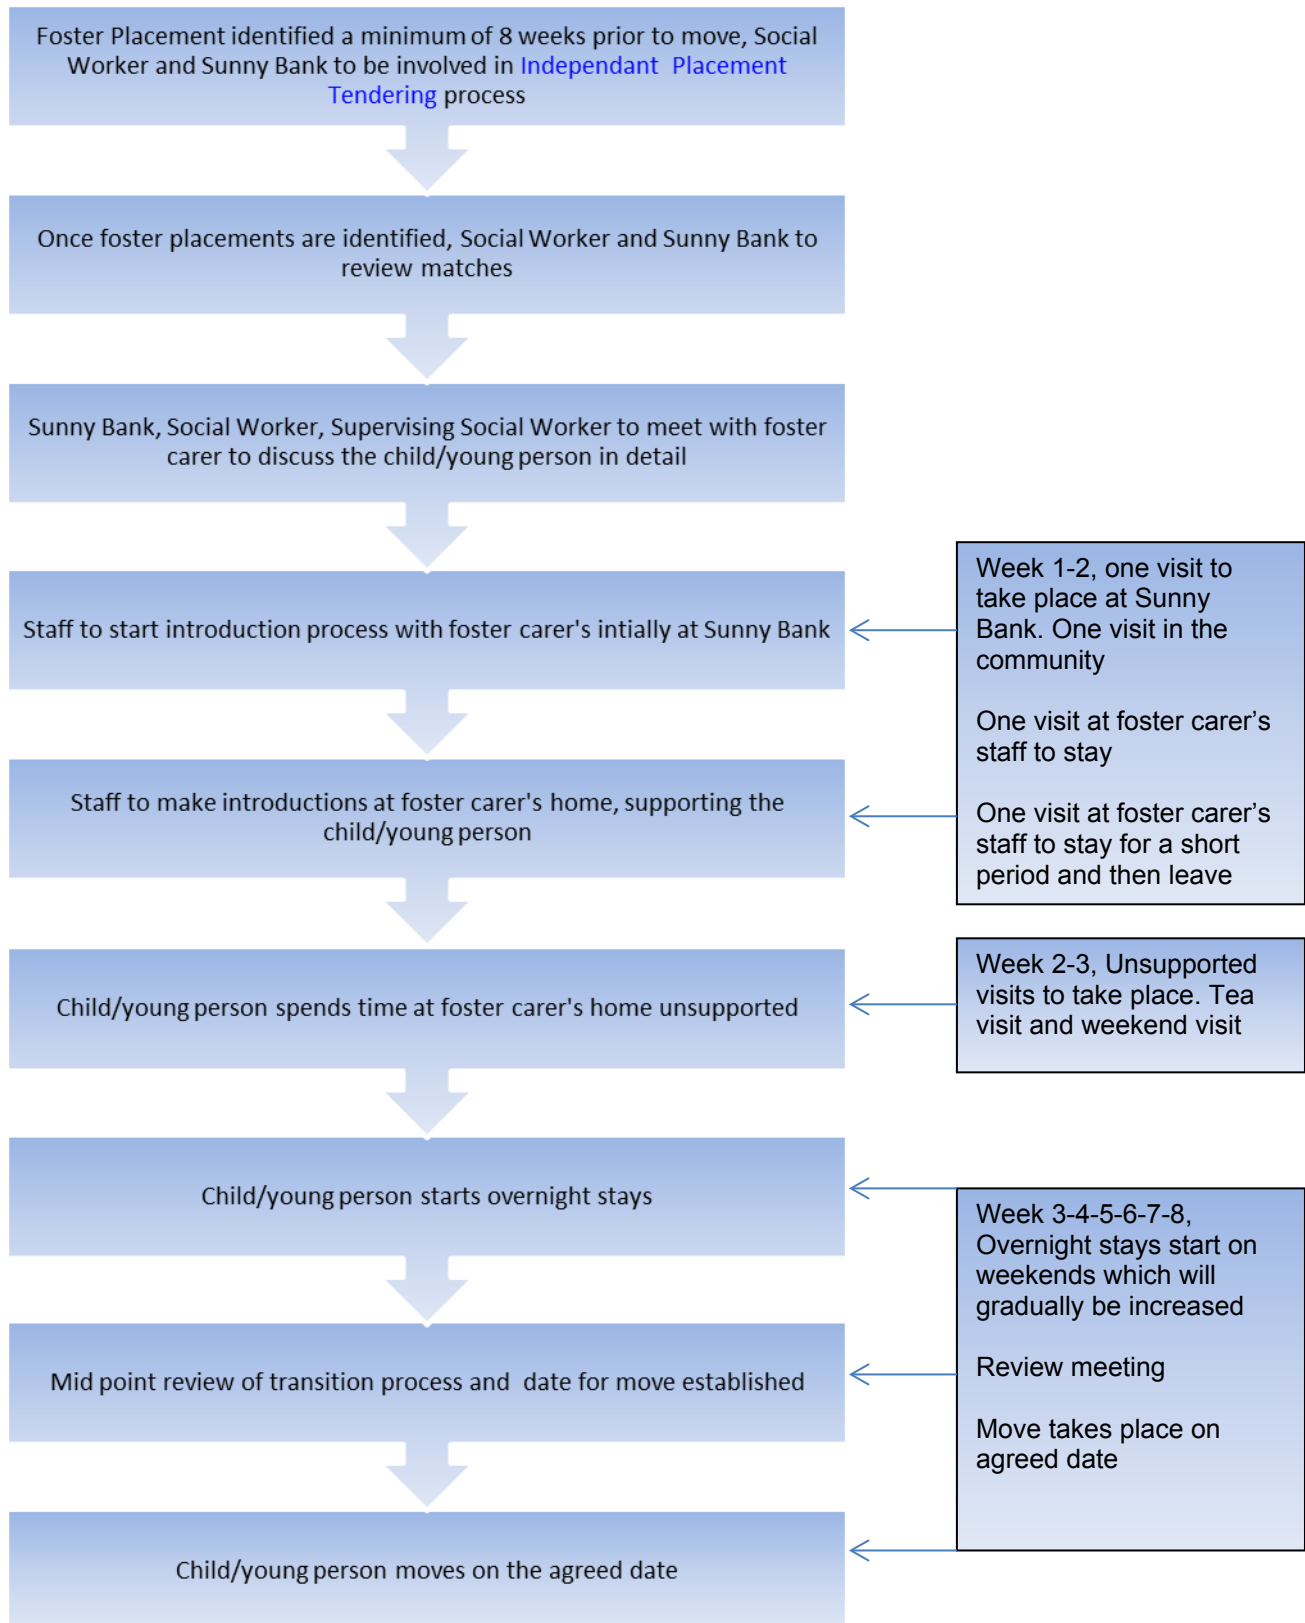 Foster Placement identified a minimum of 8 weeks prior to move, Social
Worker and Sunny Bank to be involved in Independant Placement
Tendering process
Once foster placements are identified, Social Worker and Sunny Bank to
review matches
Sunny Bank, Social Worker, Supervising Social Worker to meet with foster
carer to discuss the child/young person in detail
Staff to start introduction process with foster carer's intially at Sunny Bank
Week 1-2, one visit to
take place at Sunny
Bank. One visit in the
community
One visit at foster carer’s
staff to stay
One visit at foster carer’s
staff to stay for a short
period and then leave
Staff to make introductions at foster carer's home, supporting the
child/young person
Child/young person spends time at foster carer's home unsupported
Week 2-3, Unsupported
visits to take place. Tea
visit and weekend visit
Child/young person starts overnight stays
Week 3-4-5-6-7-8,
Overnight stays start on
weekends which will
gradually be increased
Review meeting
Move takes place on
agreed date
Mid point review of transition process and date for move established
Child/young person moves on the agreed date